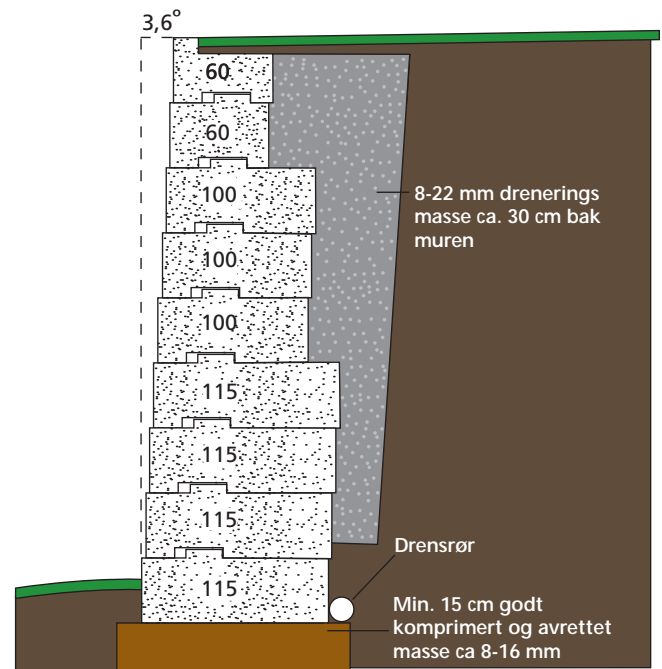 3,6°
60
60
100
8-22 mm drenerings
masse ca. 30 cm bak
muren
100
100
115
115
115
Drensrør
115
Min. 15 cm godt
komprimert og avrettet
masse ca 8-16 mm